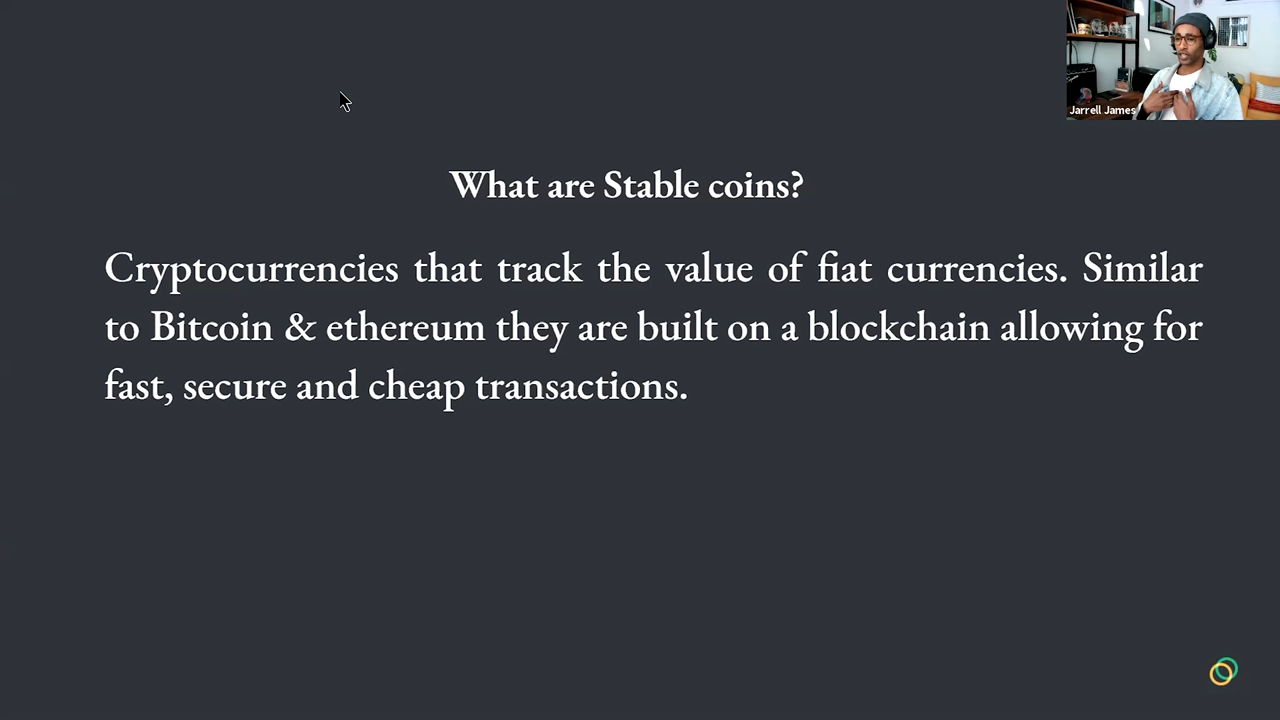 Jarrell James
What are Stable coins?
Cryptocurrencies that track the value of fiat currencies. Similar
to Bitcoin & ethereum they are built on a blockchain allowing for
fast, secure and cheap transactions.